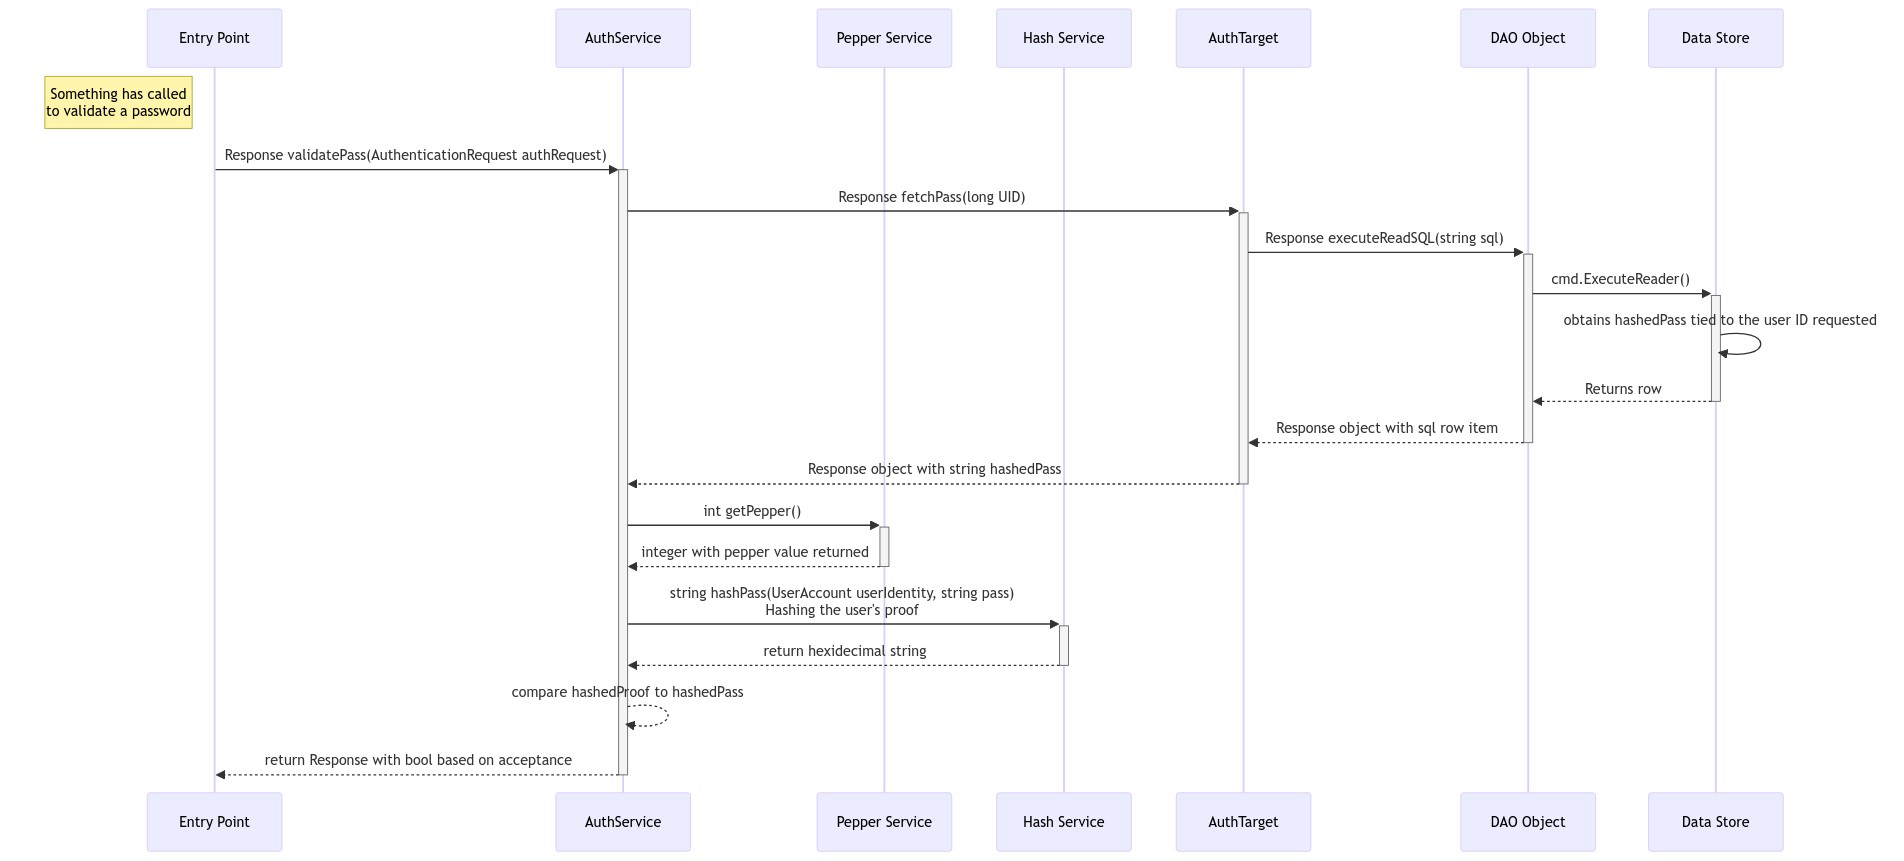 Entry Point
AuthService
Pepper Service
Hash Service
AuthTarget
DAO Object
Data Store
Something has called
to validate a password
Response validatePass(AuthenticationRequest authRequest)
Response fetchPass(long UID)
Response executeReadSQL(string sql)
cmd.ExecuteReader()
obtains hashedPass tied to the user ID requested
Returns row
Response object with sql row item
Response object with string hashedPass
int getPepper()
integer with pepper value returned
string hashPass(UserAccount userIdentity, string pass)
Hashing the user's proof
return hexidecimal string
compare hashedProof to hashedPass
return Response with bool based on acceptance
Entry Point
AuthService
Pepper Service
Hash Service
AuthTarget
DAO Object
Data Store